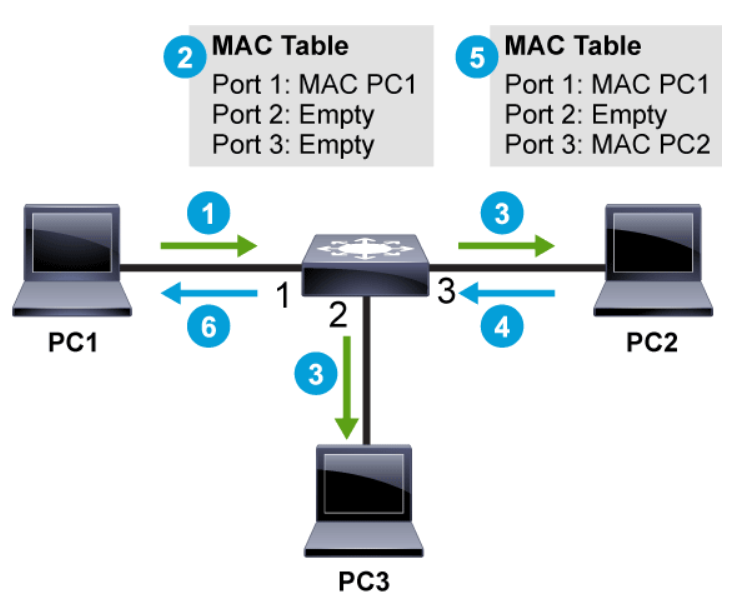 2
MAC Table
Port 1: MAC PC1
Port 2: Empty
Port 3: Empty
5
MAC Table
Port 1: MAC PC1
Port 2: Empty
Port 3: MAC PC2
1
3
6
1
3
4
2
PC1
PC2
3
PC3